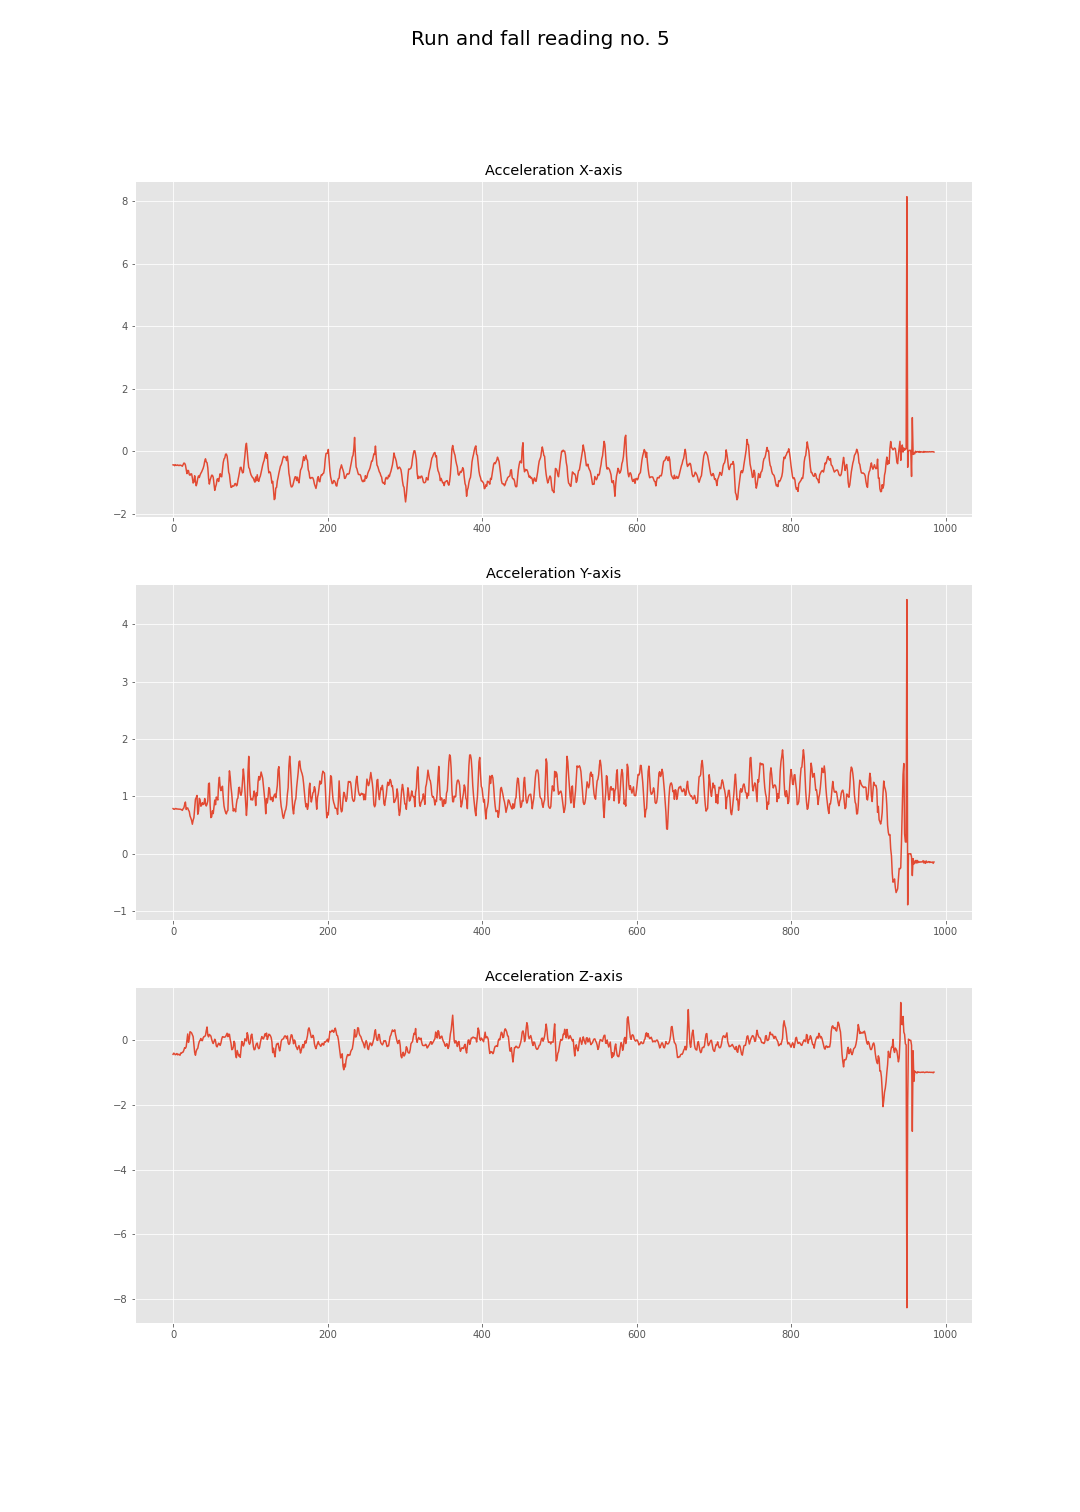 Run and fall reading no. 5
Acceleration X-axis
8
6
4
2
0
−2
0 200 400 600 800 1000
Acceleration Y-axis
4
3
2
1
0
−1
0 200 400 600 800 1000
Acceleration Z-axis
0
−2
−4
−6
−8
0 200 400 600 800 1000